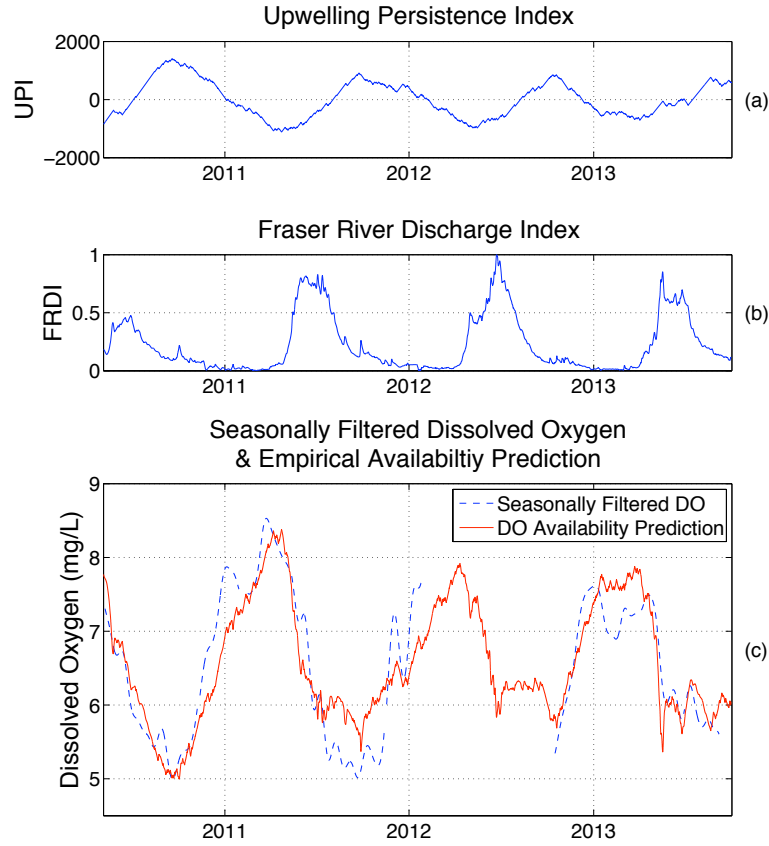 Upwelling Persistence Index
2000
0
−2000
UPI
2011
2012
2013
(a)
Fraser River Discharge Index
1
0.5
0
FRDI
2011
2012
2013
(b)
Seasonally Filtered Dissolved Oxygen
& Empirical Availabiltiy Prediction
9
8
7
6
5
Dissolved Oxygen (mg/L)
Seasonally Filtered DO
DO Availability Prediction
(c)
2011
2012
2013